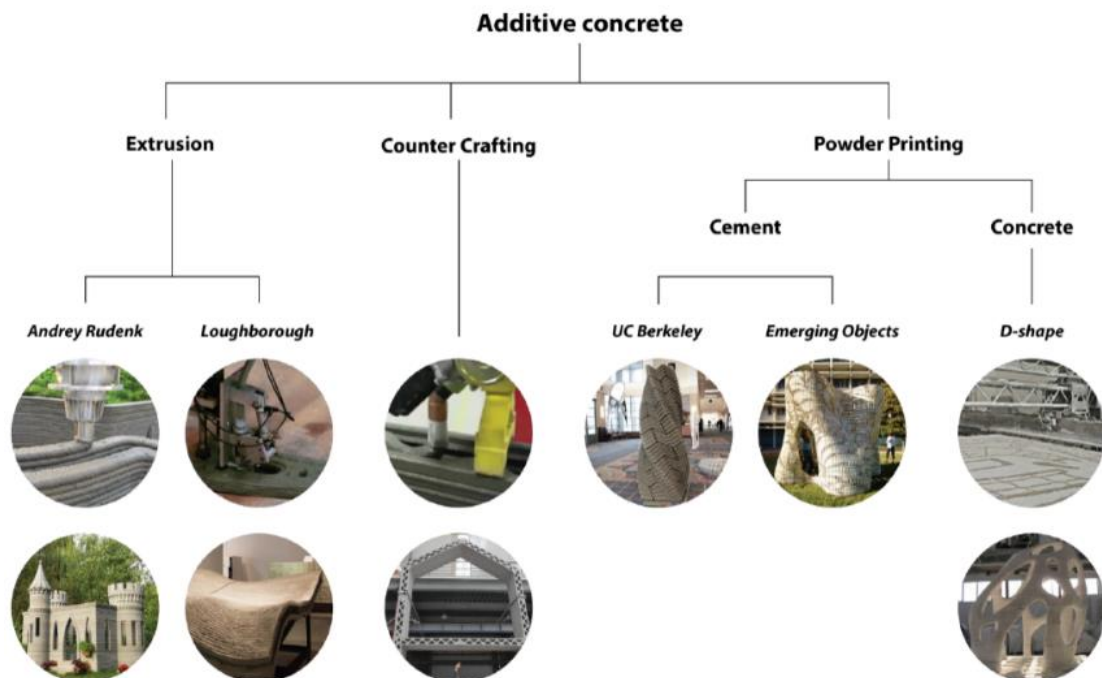 Additive concrete
Extrusion
Counter Crafting
Powder Printing
Cement
Concrete
Andrey Rudenk
Loughborough
UC Berkeley
Emerging Objects
D-shape